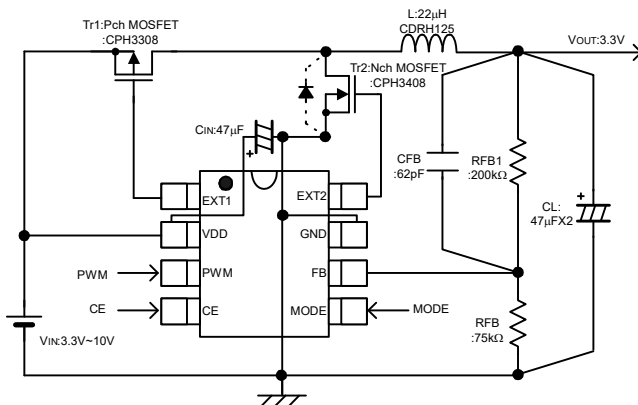 Tr1:Pch MOSFET
:CPH3308
L:22µH
CDRH125
VOUT:3.3V
Tr2:Nch MOSFET
:CPH3408
CIN:47µF
+
CFB
:62pF
RFB1
:200kΩ
+
CL:
47µFX2
EXT1
EXT2
VDD
GND
PWM
PWM
FB
CE
CE
MODE
MODE
VIN:3.3V~10V
RFB
:75kΩ